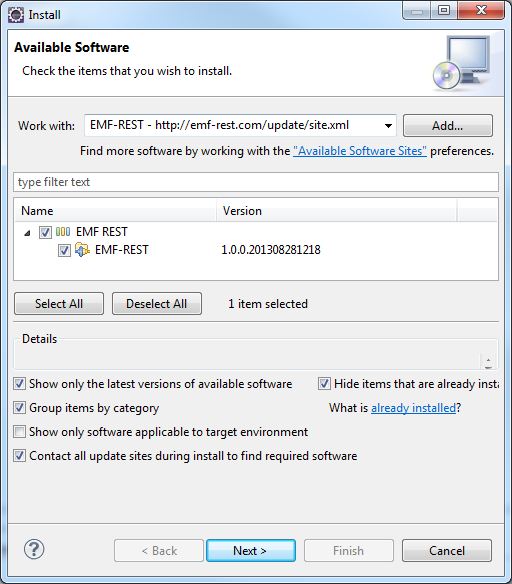 Install
Available Software
Check the items that you wish to install.
Work with: EMF-REST - http://emf-rest.com/update/site.xml Add...
Find more software by working with the "Available Software Sites" preferences.
type filter text
Name Version
EMF REST
EMF-REST 1.0.0.201308281218
Select All Deselect All 1 item selected
Details
Show only the latest versions of available software Hide items that are already insta
Group items by category What is already installed?
Show only software applicable to target environment
Contact all update sites during install to find required software
? < Back Next > Finish Cancel